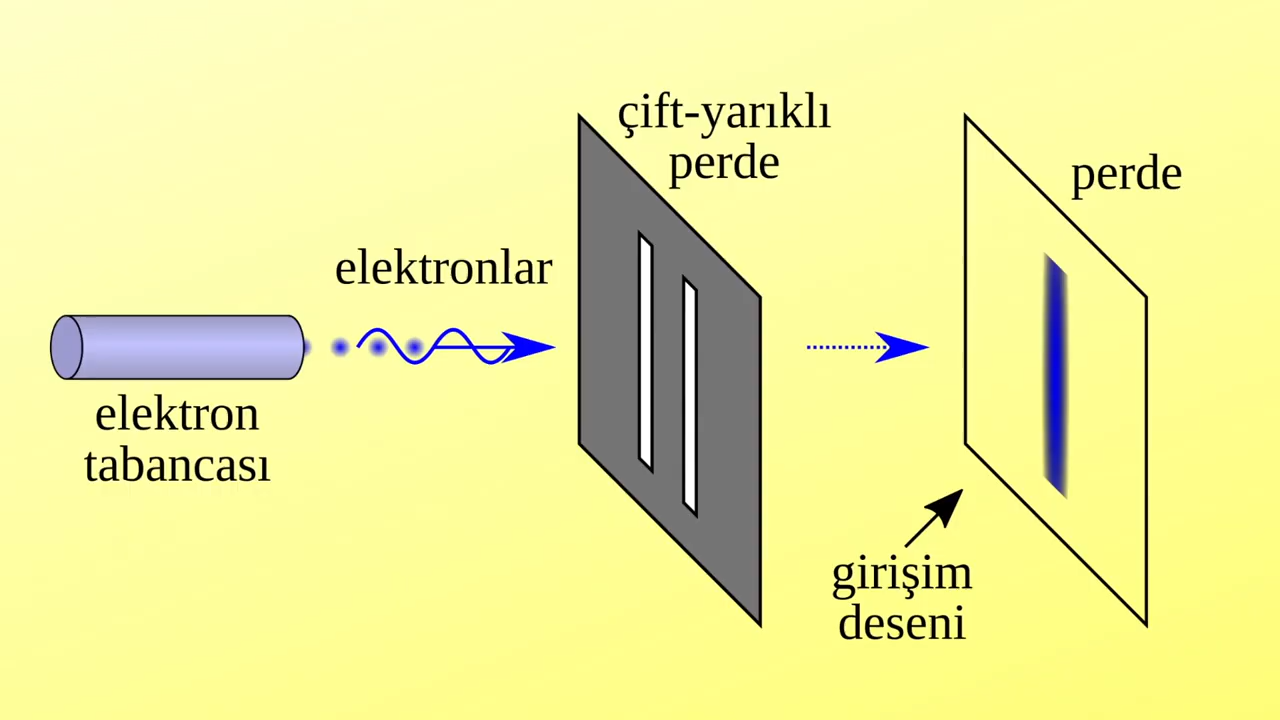 çift-yarıklı
perde
perde
elektronlar
elektron
tabancası
girişim
deseni